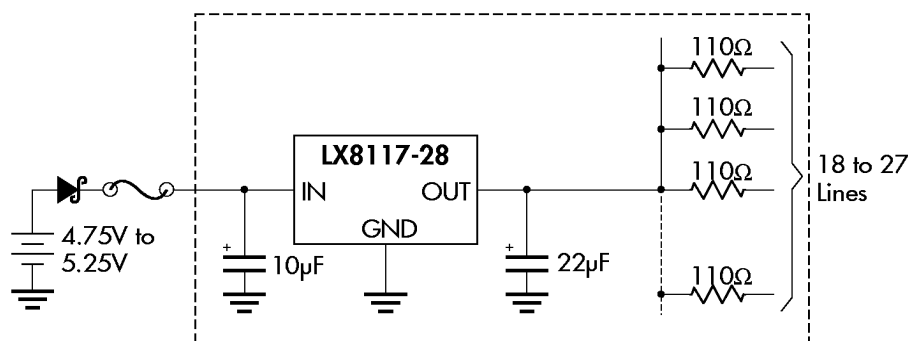 110Ω
110Ω
LX8117-28
110Ω
IN
OUT
GND
18 to 27
Lines
4.75V to
5.25V
+
10µF
+
22µF
110Ω